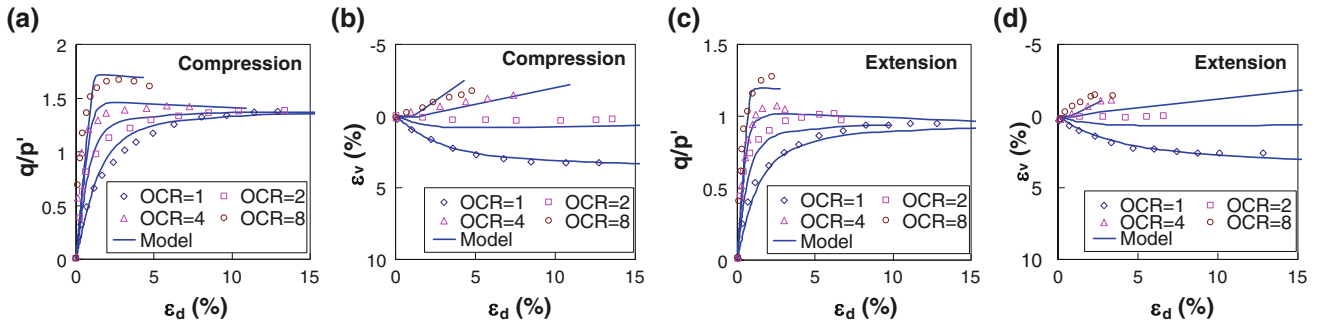 (a)
2
1.5
1
0.5
0
q/p'
Compression
OCR=1 OCR=2
OCR=4 OCR=8
Model
0 5 10 15
εd (%)
(b)
-5
0
5
10
εv (%)
Compression
OCR=1 OCR=2
OCR=4 OCR=8
Model
0 5 10 15
εd (%)
(c)
1.5
1
0.5
0
q/p'
Extension
OCR=1 OCR=2
OCR=4 OCR=8
Model
0 5 10 15
εd (%)
(d)
-5
0
5
10
εv (%)
Extension
OCR=1 OCR=2
OCR=4 OCR=8
Model
0 5 10 15
εd (%)